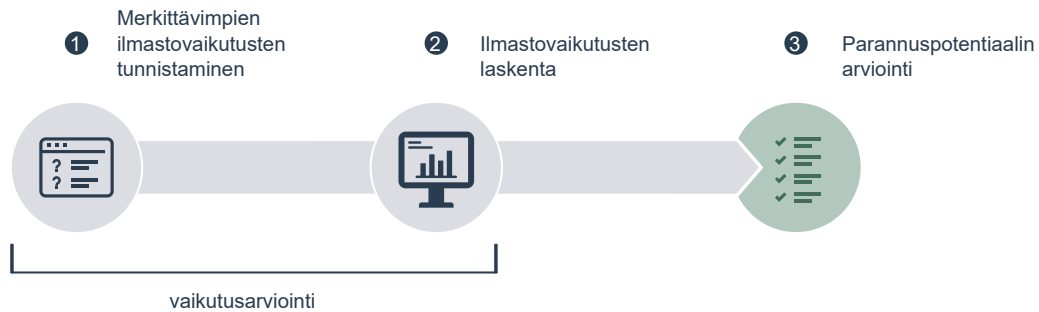 1
Merkittävimpien
ilmastovaikutusten
tunnistaminen
2
Ilmastovaikutusten
laskenta
3
Parannuspotentiaalin
arviointi
?
?
vaikutusarviointi